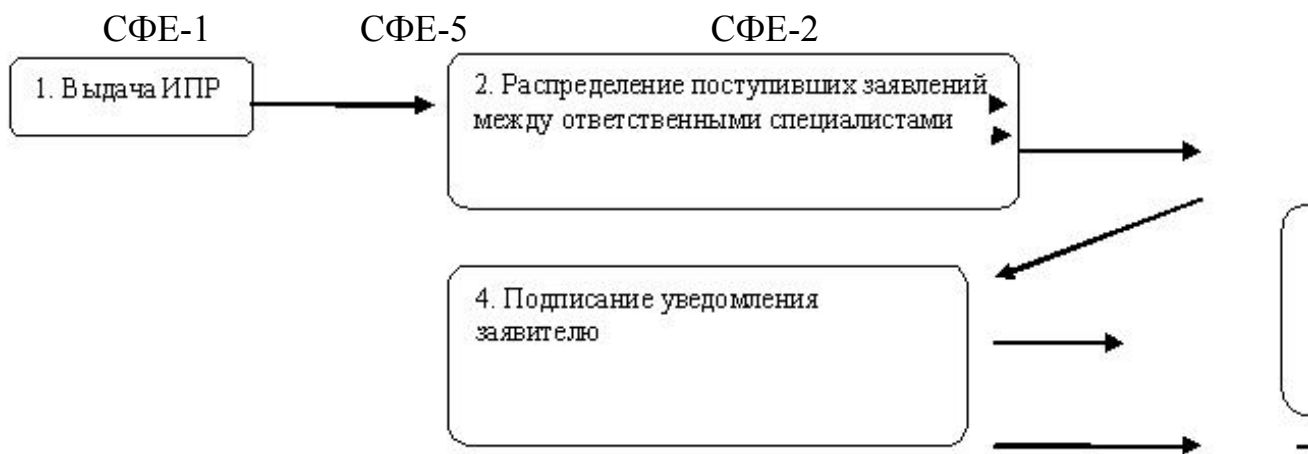 СФЕ-1 СФЕ-5 СФЕ-2
1. Выдача ИПР
2. Распределение поступивших заявлений
между ответственными специалистами
4. Подписание уведомления
заявителю